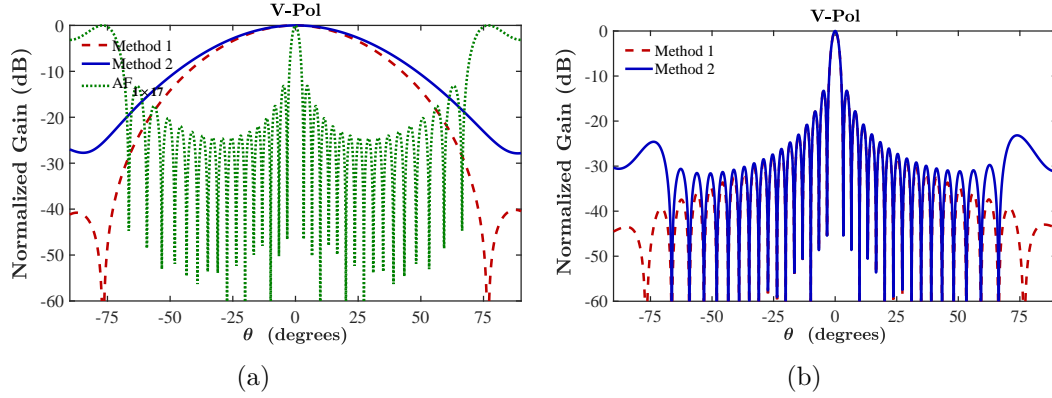 V-Pol
0
-10
-20
-30
-40
-50
-60
Normalized Gain (dB)
Method 1
Method 2
AF1×17
-75 -50 -25 0 25 50 75
θ (degrees)
(a)
V-Pol
0
-10
-20
-30
-40
-50
-60
Normalized Gain (dB)
Method 1
Method 2
-75 -50 -25 0 25 50 75
θ (degrees)
(b)